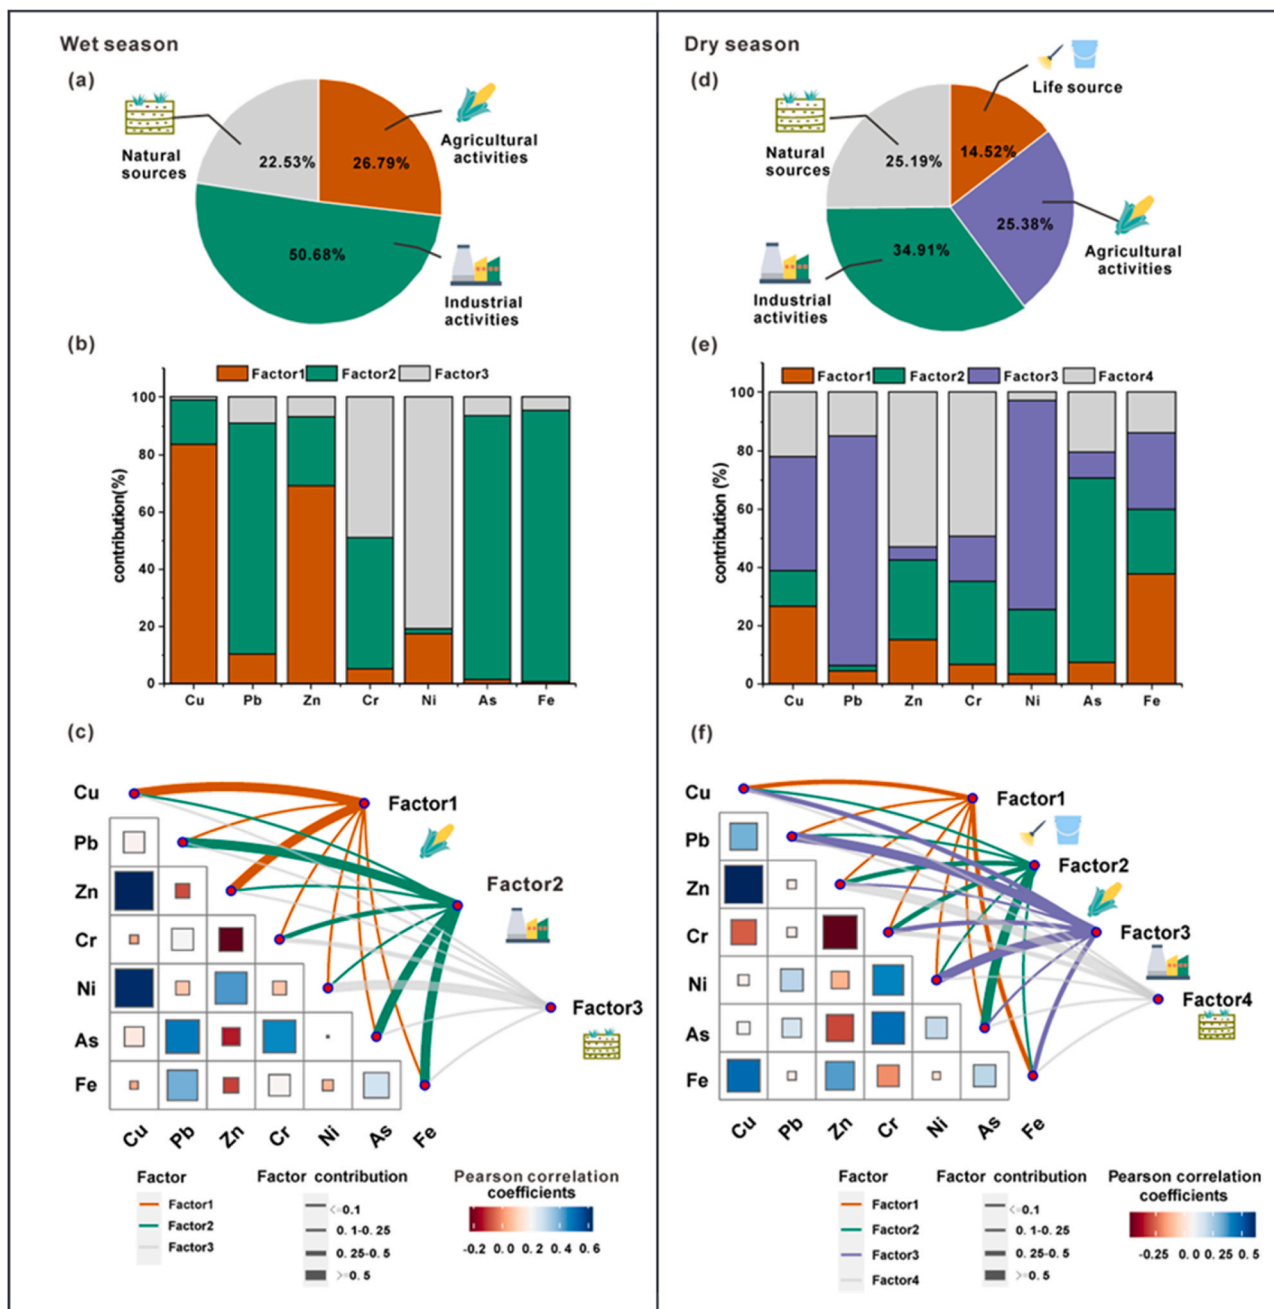 Wet season
(a)
Natural
sources
22.53%
26.79%
Agricultural
activities
50.68%
Industrial
activities
(b)
Factor1 Factor2 Factor3
contribution(%)
100
80
60
40
20
0
Cu Pb Zn Cr Ni As Fe
(c)
Cu
Pb
Zn
Cr
Ni
As
Fe
Factor1
Factor2
Factor3
Cu Pb Zn Cr Ni As Fe
Factor
Factor1
Factor2
Factor3
Factor contribution
<=0.1
0.1-0.25
0.25-0.5
>=0.5
Pearson correlation
coefficients
-0.2 0.0 0.2 0.4 0.6
Dry season
(d)
Life source
Natural
sources
25.19%
14.52%
25.38%
Agricultural
activities
34.91%
Industrial
activities
(e)
Factor1 Factor2 Factor3 Factor4
contribution (%)
100
80
60
40
20
0
Cu Pb Zn Cr Ni As Fe
(f)
Cu
Pb
Zn
Cr
Ni
As
Fe
Factor1
Factor2
Factor3
Factor4
Cu Pb Zn Cr Ni As Fe
Factor
Factor1
Factor2
Factor3
Factor4
Factor contribution
<=0.1
0.1-0.25
0.25-0.5
>=0.5
Pearson correlation
coefficients
-0.25 0.0 0.25 0.5